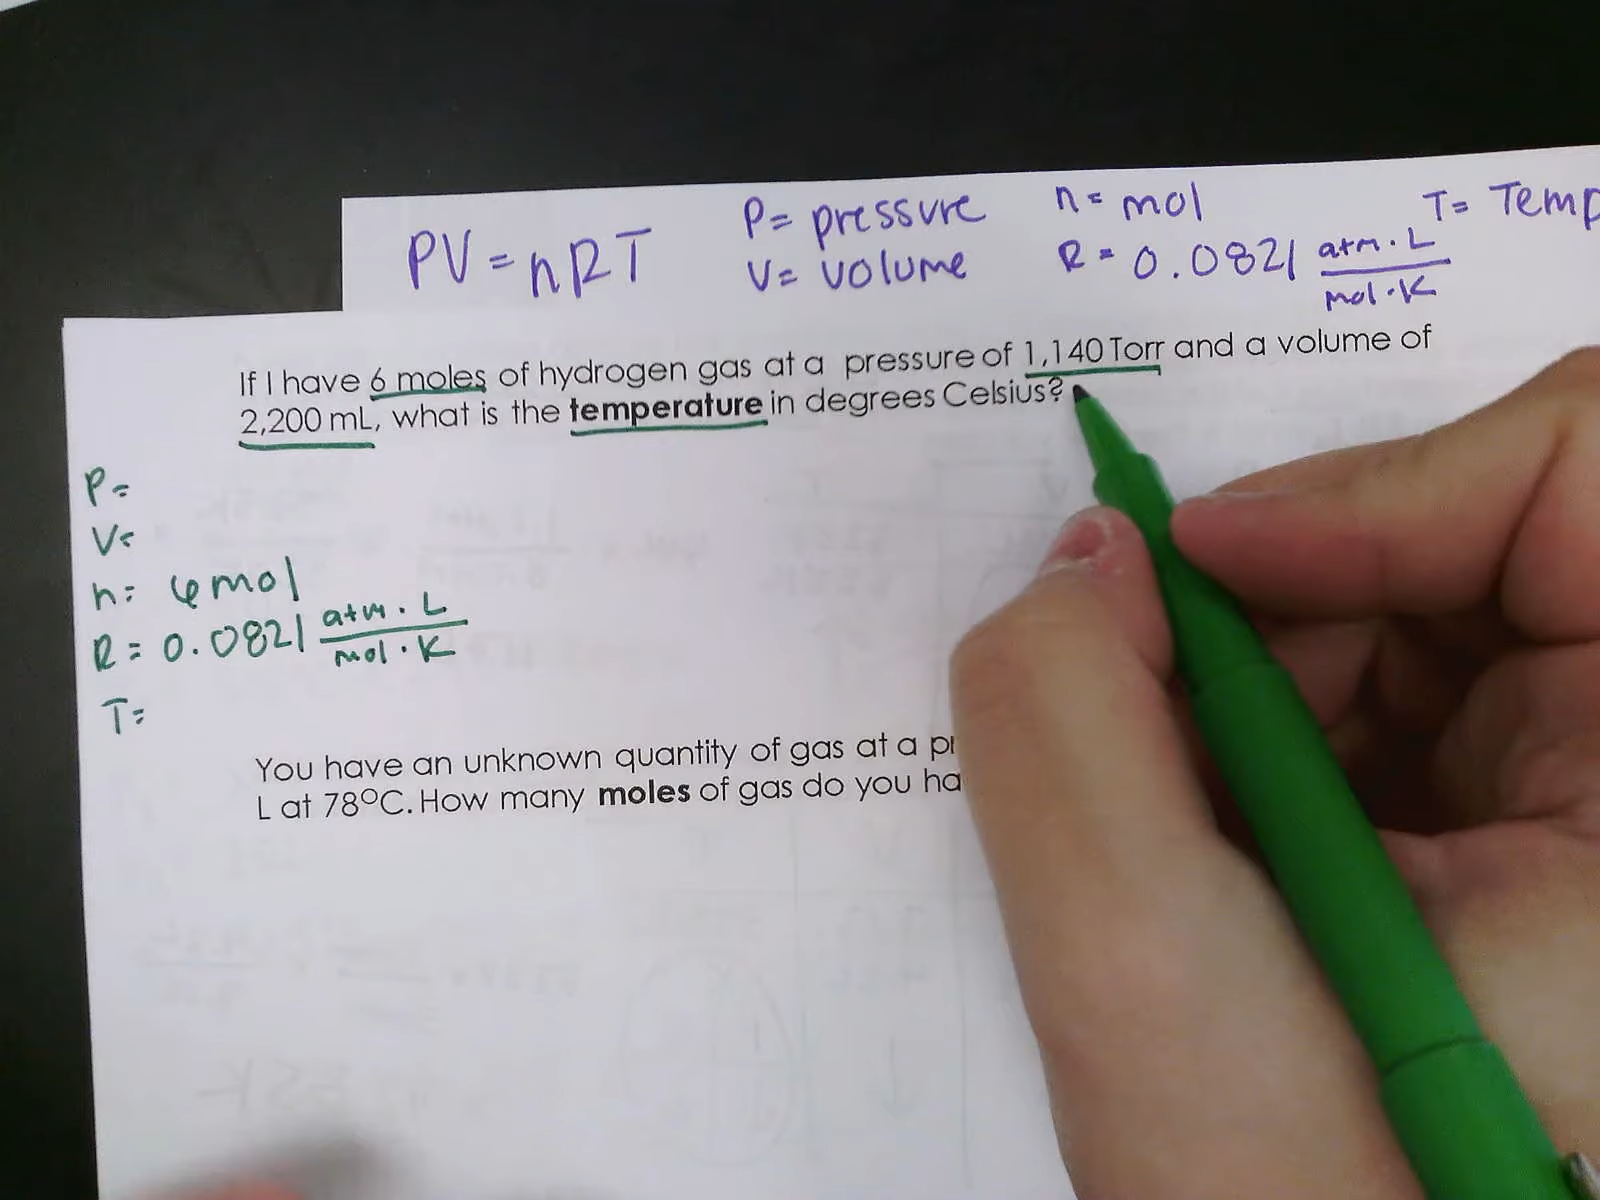 PV = nRT
P= pressure
V= volume
n= mol
R= 0.0821 atm.L / mol.K
T= Temp
If I have 6 moles of hydrogen gas at a pressure of 1,140 Torr and a volume of
2,200 mL, what is the temperature in degrees Celsius?
P=
V=
n= 6 mol
R= 0.0821 atm.L / mol.K
T=
You have an unknown quantity of gas at a
L at 78°C. How many moles of gas do you